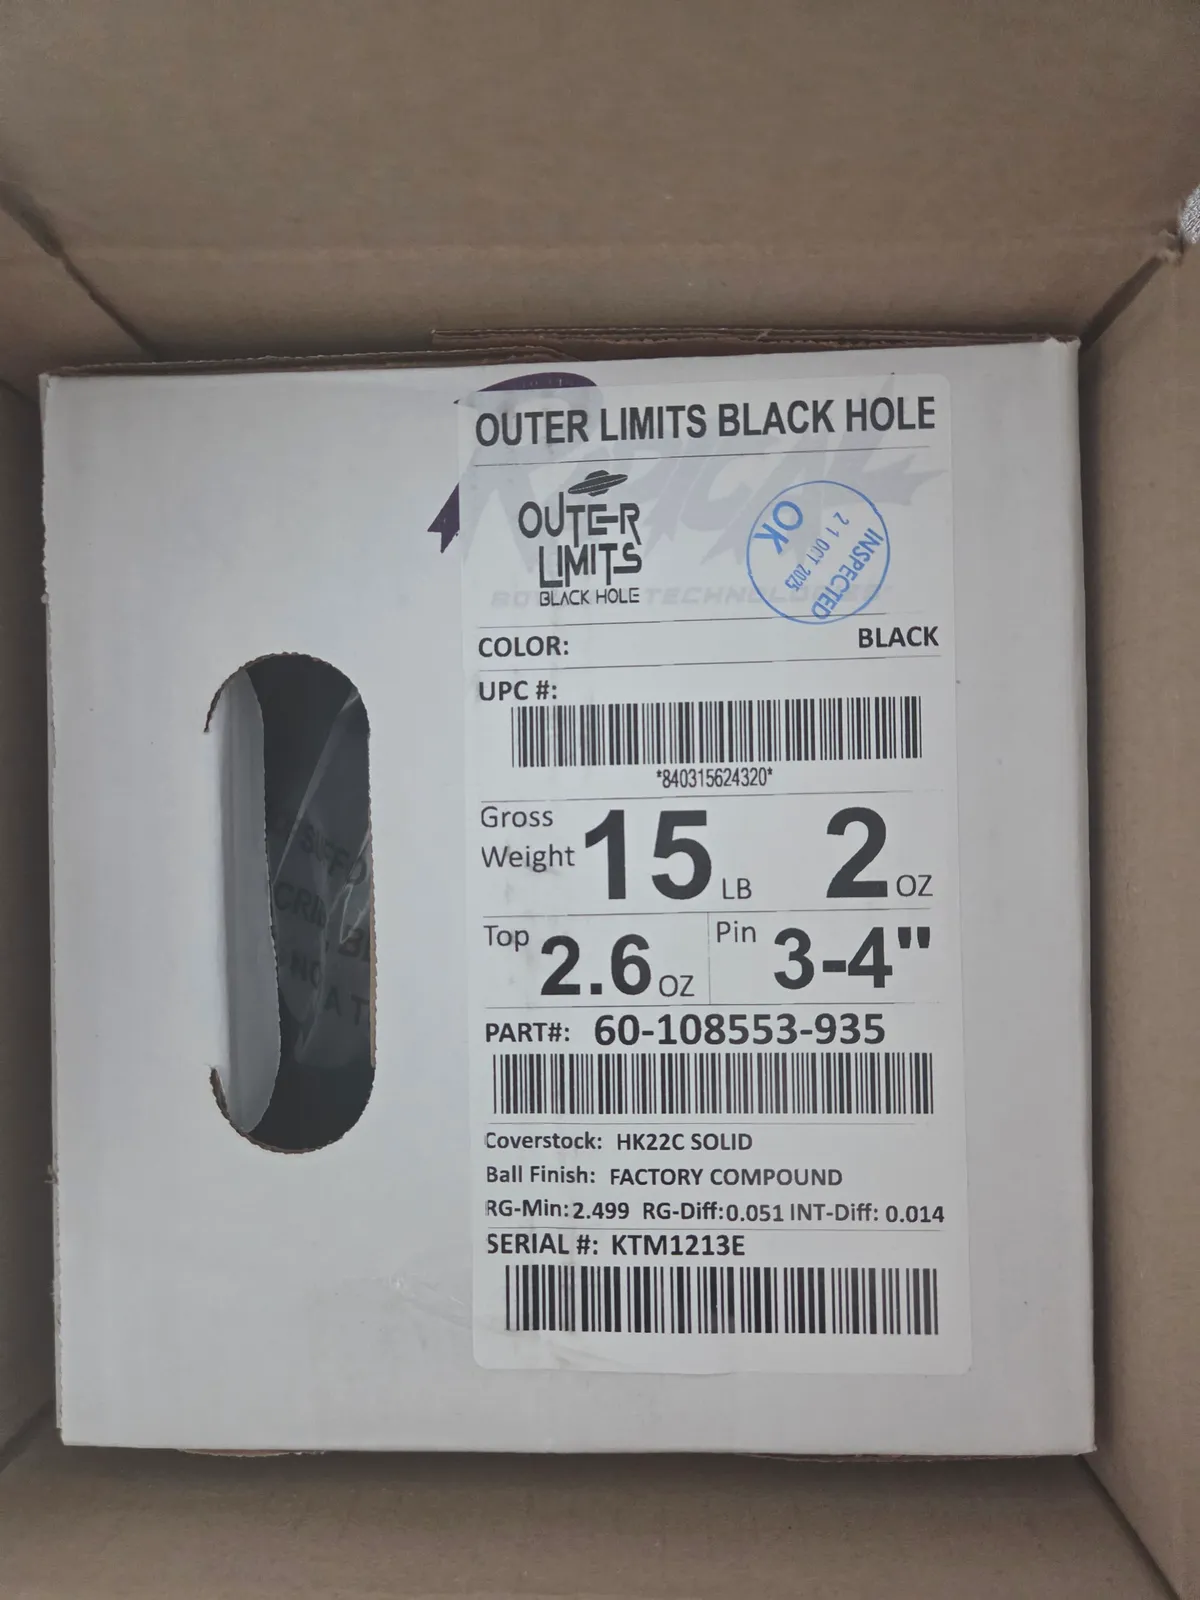 OUTER LIMITS BLACK HOLE
RADICAL
OUTER
LIMITS
BLACK HOLE
TECHNOLOGIES
INSPECTED
21 OCT 2025
OK
COLOR: BLACK
UPC #:
*840315624320*
Gross
Weight 15 LB 2 OZ
Top 2.6 OZ Pin 3-4"
PART#: 60-108553-935
Coverstock: HK22C SOLID
Ball Finish: FACTORY COMPOUND
RG-Min: 2.499 RG-Diff: 0.051 INT-Diff: 0.014
SERIAL #: KTM1213E